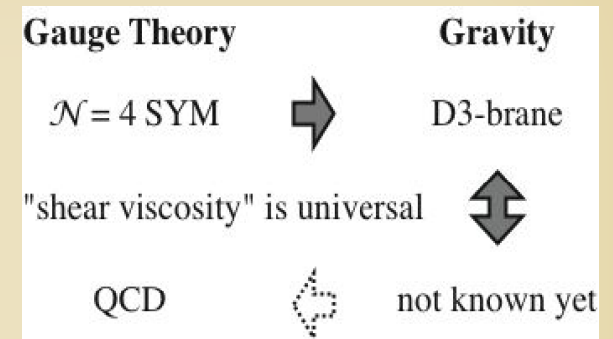 Gauge Theory Gravity
𝒩 = 4 SYM D3-brane
"shear viscosity" is universal
QCD not known yet